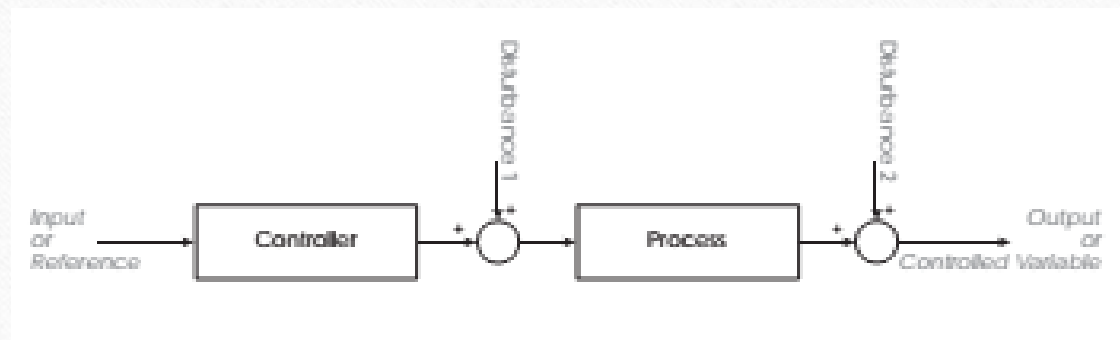 Disturbance 1
Disturbance 2
Input
or
Reference
Controller
+
+
Process
+
+
Output
or
Controlled Variable